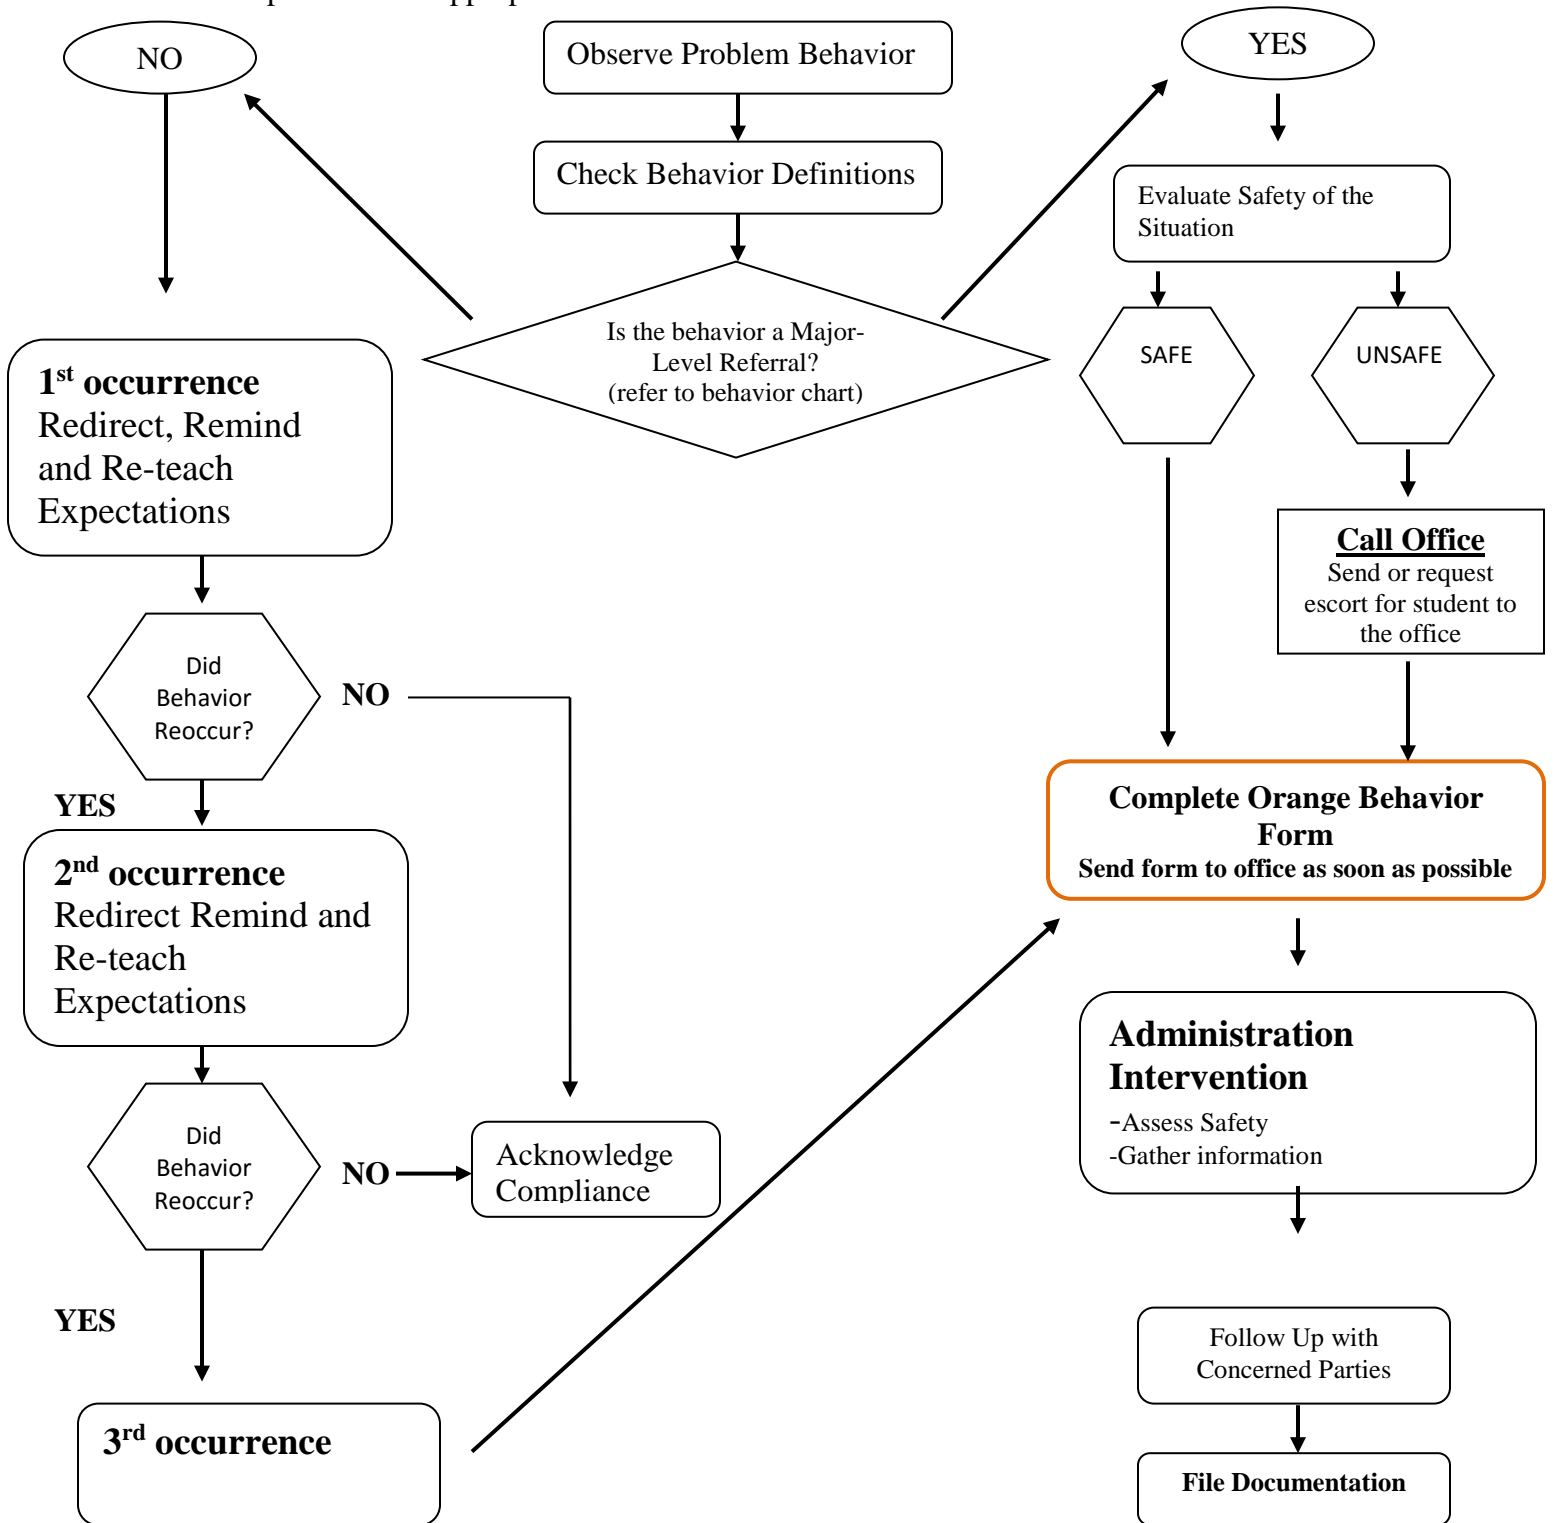 NO
Observe Problem Behavior
YES
Check Behavior Definitions
Evaluate Safety of the
Situation
Is the behavior a Major-
Level Referral?
(refer to behavior chart)
SAFE
UNSAFE
1st occurrence
Redirect, Remind
and Re-teach
Expectations
Call Office
Send or request
escort for student to
the office
Did
Behavior
Reoccur?
NO
YES
Complete Orange Behavior
Form
Send form to office as soon as possible
2nd occurrence
Redirect Remind and
Re-teach
Expectations
Administration
Intervention
-Assess Safety
-Gather information
Did
Behavior
Reoccur?
NO
Acknowledge
Compliance
YES
Follow Up with
Concerned Parties
3rd occurrence
File Documentation